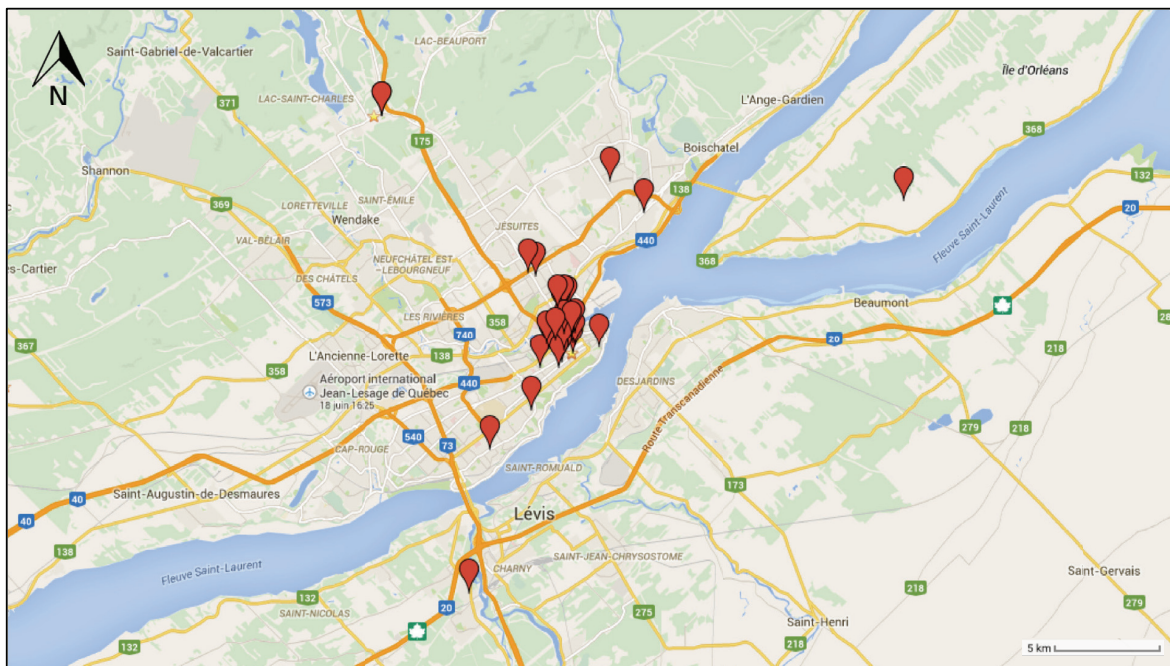 Saint-Gabriel-de-Valcartier
LAC-BEAUPORT
Île d'Orléans
N
371
LAC-SAINT-CHARLES
L'Ange-Gardien
368
175
Boischatel
Shannon
SAINT-ÉMILE
138
132
LORETTEVILLE
369
Wendake
JÉSUITES
20
VAL-BÉLAIR
440
Fleuve Saint-Laurent
368
NEUFCHÂTEL EST
-LEBOURGNEUF
es-Cartier
DES CHÂTELS
573
Beaumont
LES RIVIÈRES
358
740
20
28
367
L'Ancienne-Lorette
138
218
358
Aéroport international
Jean-Lesage de Québec
18 juin 16:25
440
DESJARDINS
Route Transcanadienne
279
218
540
73
CAP-ROUGE
SAINT-ROMUALD
173
Saint-Augustin-de-Desmaures
40
40
Lévis
138
SAINT-JEAN-CHRYSOSTOME
Fleuve Saint-Laurent
CHARNY
Saint-Gervais
218
132
20
SAINT-NICOLAS
275
279
Saint-Henri
132
218
5 km